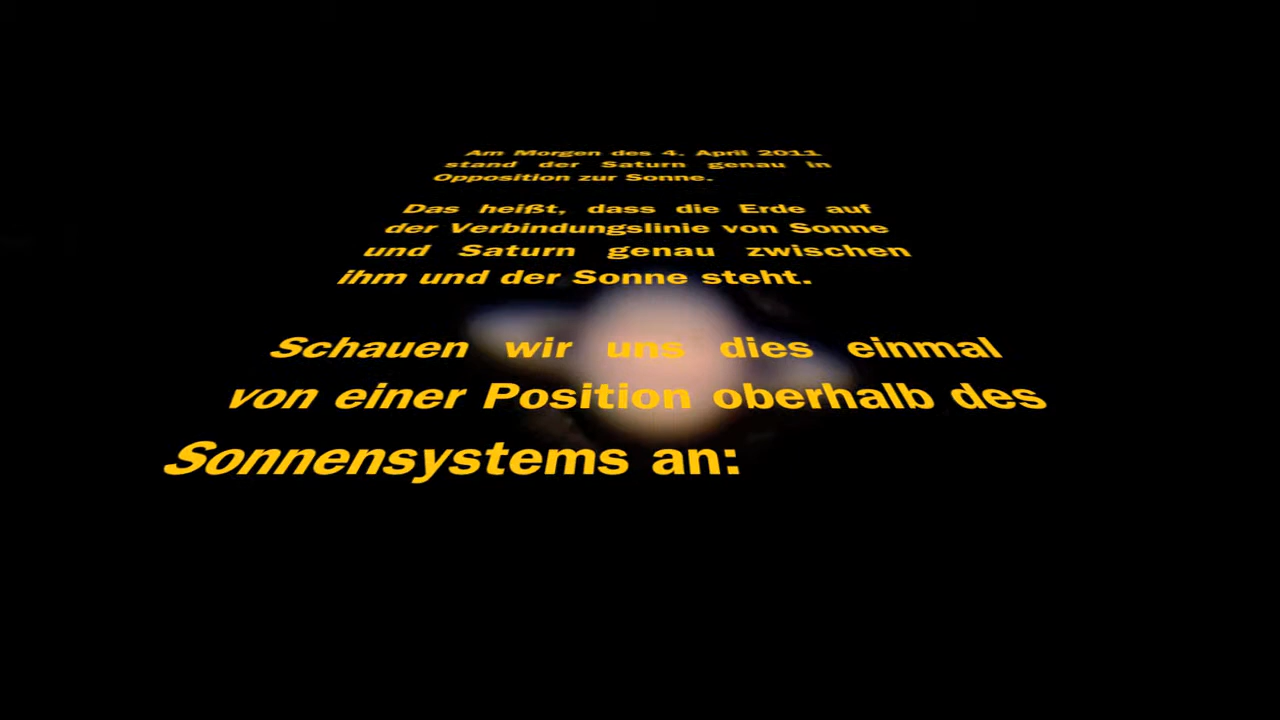 Am Morgen des 4. April 2011
stand der Saturn genau in
Opposition zur Sonne.
Das heißt, dass die Erde auf
der Verbindungslinie von Sonne
und Saturn genau zwischen
ihm und der Sonne steht.
Schauen wir uns dies einmal
von einer Position oberhalb des
Sonnensystems an: